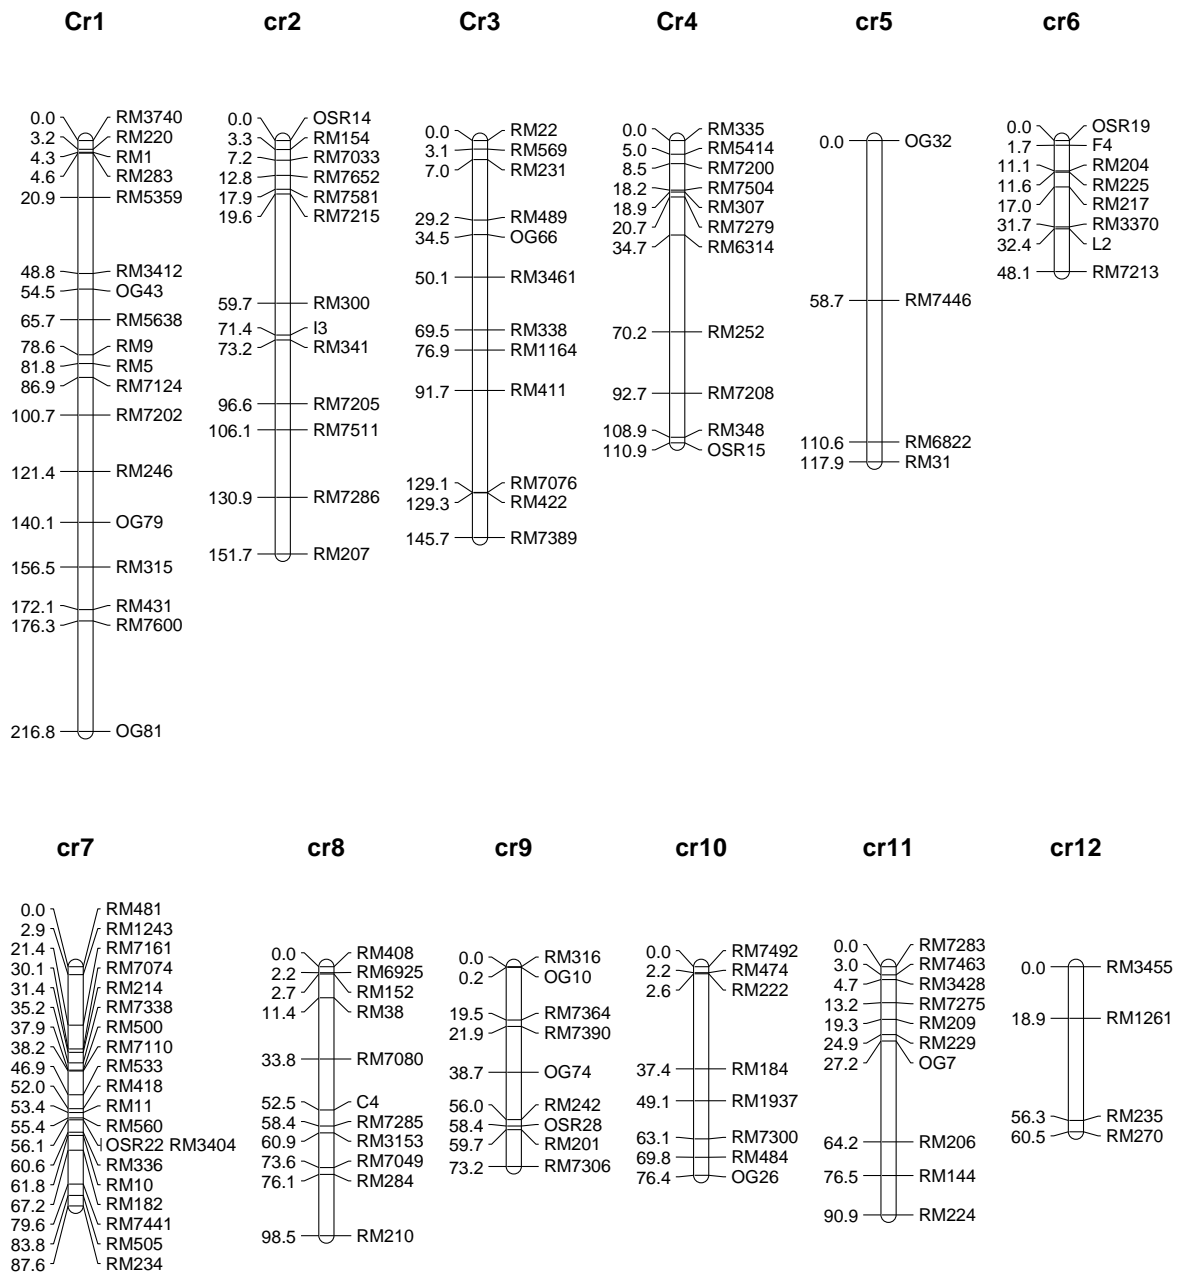 Cr1 cr2 Cr3 Cr4 cr5 cr6
0.0 RM3740
3.2 RM220
4.3 RM1
4.6 RM283
20.9 RM5359
48.8 RM3412
54.5 OG43
65.7 RM5638
78.6 RM9
81.8 RM5
86.9 RM7124
100.7 RM7202
121.4 RM246
140.1 OG79
156.5 RM315
172.1 RM431
176.3 RM7600
216.8 OG81
0.0 OSR14
3.3 RM154
7.2 RM7033
12.8 RM7652
17.9 RM7581
19.6 RM7215
59.7 RM300
71.4 I3
73.2 RM341
96.6 RM7205
106.1 RM7511
130.9 RM7286
151.7 RM207
0.0 RM22
3.1 RM569
7.0 RM231
29.2 RM489
34.5 OG66
50.1 RM3461
69.5 RM338
76.9 RM1164
91.7 RM411
129.1 RM7076
129.3 RM422
145.7 RM7389
0.0 RM335
5.0 RM5414
8.5 RM7200
18.2 RM7504
18.9 RM307
20.7 RM7279
34.7 RM6314
70.2 RM252
92.7 RM7208
108.9 RM348
110.9 OSR15
0.0 OG32
58.7 RM7446
110.6 RM6822
117.9 RM31
0.0 OSR19
1.7 F4
11.1 RM204
11.6 RM225
17.0 RM217
31.7 RM3370
32.4 L2
48.1 RM7213
cr7 cr8 cr9 cr10 cr11 cr12
0.0 RM481
2.9 RM1243
21.4 RM7161
30.1 RM7074
31.4 RM214
35.2 RM7338
37.9 RM500
38.2 RM7110
46.9 RM533
52.0 RM418
53.4 RM11
55.4 RM560
56.1 OSR22 RM3404
60.6 RM336
61.8 RM10
67.2 RM182
79.6 RM7441
83.8 RM505
87.6 RM234
0.0 RM408
2.2 RM6925
2.7 RM152
11.4 RM38
33.8 RM7080
52.5 C4
58.4 RM7285
60.9 RM3153
73.6 RM7049
76.1 RM284
98.5 RM210
0.0 RM316
0.2 OG10
19.5 RM7364
21.9 RM7390
38.7 OG74
56.0 RM242
58.4 OSR28
59.7 RM201
73.2 RM7306
0.0 RM7492
2.2 RM474
2.6 RM222
37.4 RM184
49.1 RM1937
63.1 RM7300
69.8 RM484
76.4 OG26
0.0 RM7283
3.0 RM7463
4.7 RM3428
13.2 RM7275
19.3 RM209
24.9 RM229
27.2 OG7
64.2 RM206
76.5 RM144
90.9 RM224
0.0 RM3455
18.9 RM1261
56.3 RM235
60.5 RM270